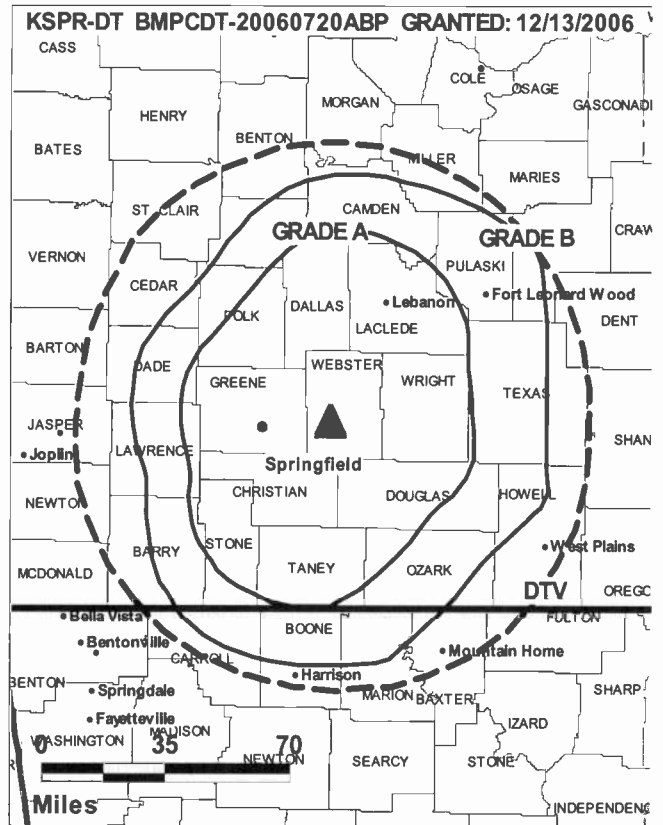 KSPR-DT BMPCDT-20060720ABP GRANTED: 12/13/2006
CASS
COLE
OSAGE
MORGAN
GASCONADE
HENRY
BENTON
BATES
MILLER
MARIES
ST. CLAIR
CAMDEN
GRADE A
GRADE B
CRAW
VERNON
PULASKI
CEDAR
Fort Leonard Wood
Lebanon
DALLAS
POLK
DENT
LACLEDE
BARTON
WEBSTER
DADE
GREENE
WRIGHT
TEXAS
JASPER
SHAN
LAWRENCE
Joplin
Springfield
CHRISTIAN
DOUGLAS
HOWELL
NEWTON
STONE
West Plains
BARRY
TANEY
OZARK
MCDONALD
DTV
OREGO
Bella Vista
FULTON
BOONE
Bentonville
Mountain Home
CARROLL
Harrison
BENTON
Springdale
MARION
BAXTER
SHARP
Fayetteville
IZARD
WASHINGTON
MADISON
0 35 70
NEWTON
SEARCY
STONE
Miles
INDEPENDENC